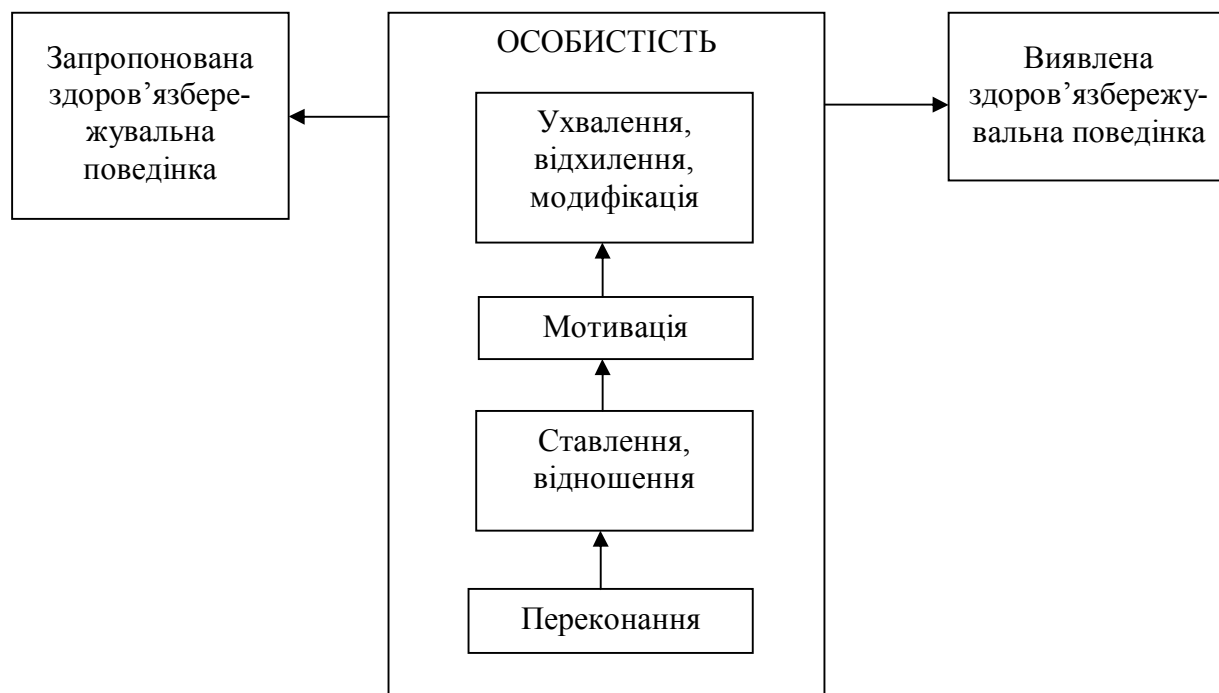 Запропонована
здоров’язбере-
жувальна
поведінка
ОСОБИСТІСТЬ
Ухвалення,
відхилення,
модифікація
Мотивація
Ставлення,
відношення
Переконання
Виявлена
здоров’язбережу-
вальна поведінка